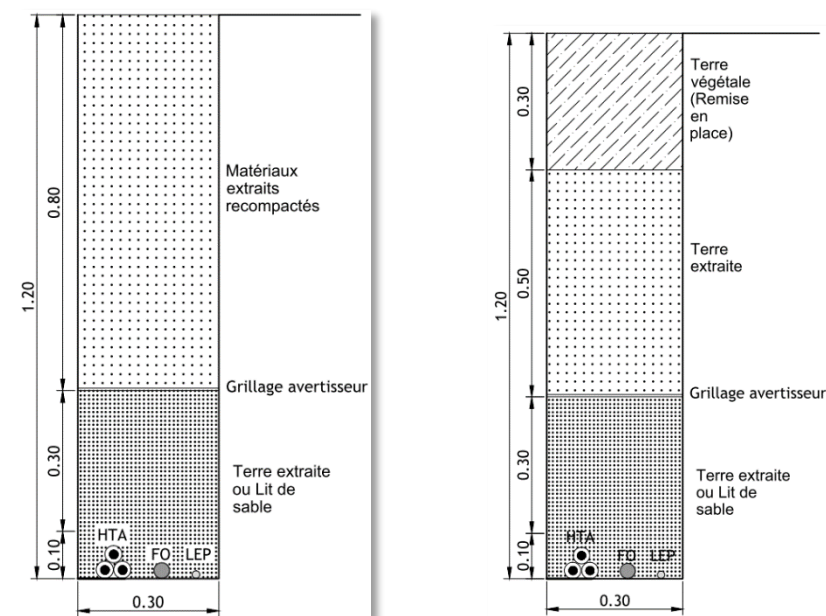 1.20
0.80
0.30
0.10
Matériaux
extraits
recompactés
Grillage avertisseur
Terre extraite
ou Lit de
sable
HTA
FO
LEP
0.30
1.20
0.30
0.50
0.30
0.10
Terre
végétale
(Remise
en
place)
Terre
extraite
Grillage avertisseur
Terre extraite
ou Lit de
sable
HTA
FO
LEP
0.30